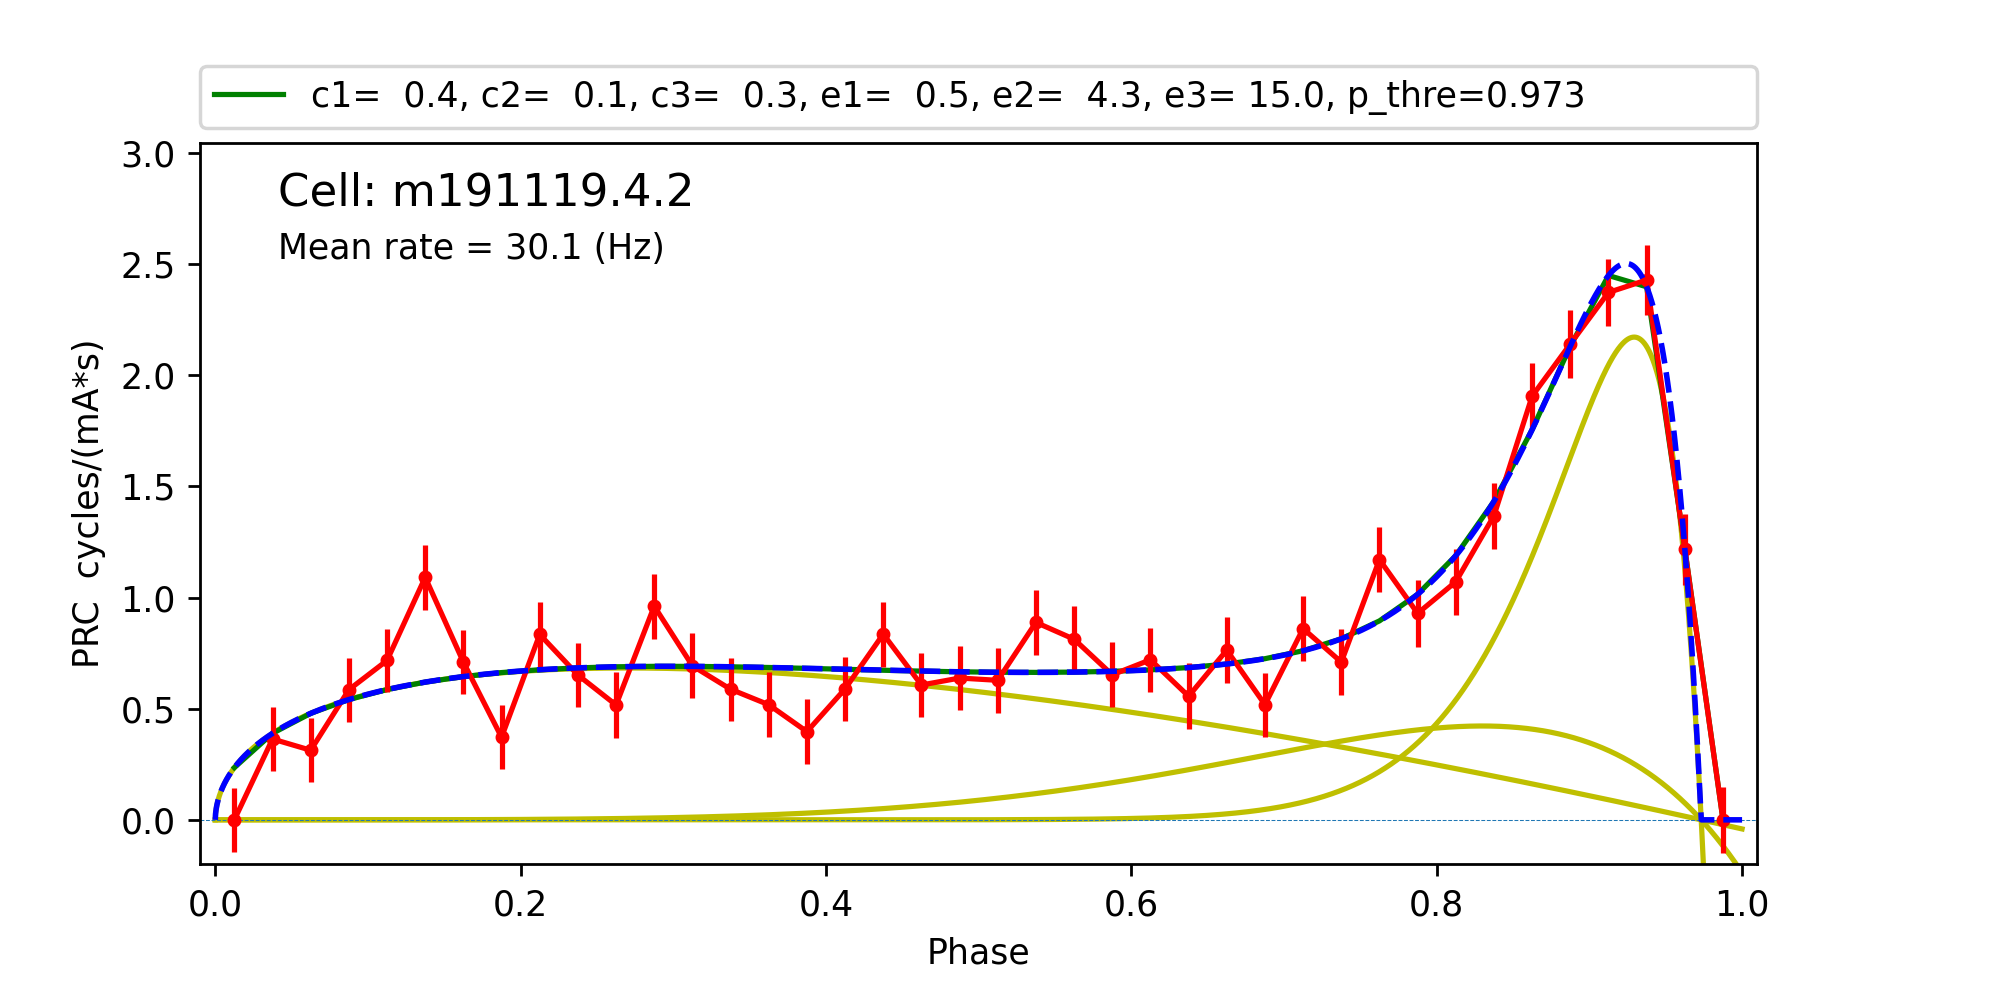 c1=  0.4, c2=  0.1, c3=  0.3, e1=  0.5, e2=  4.3, e3= 15.0, p_thre=0.973
Cell: m191119.4.2
Mean rate = 30.1 (Hz)
PRC  cycles/(mA*s)
3.0
2.5
2.0
1.5
1.0
0.5
0.0
0.0 0.2 0.4 0.6 0.8 1.0
Phase